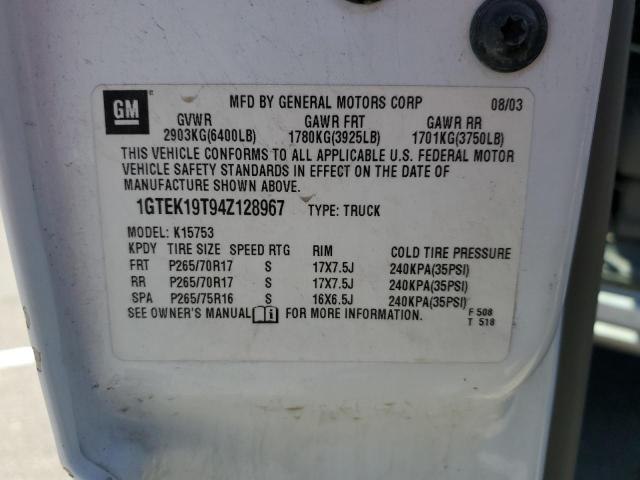 GM
MFD BY GENERAL MOTORS CORP 08/03
GVWR GAWR FRT GAWR RR
2903KG(6400LB) 1780KG(3925LB) 1701KG(3750LB)
THIS VEHICLE CONFORMS TO ALL APPLICABLE U.S. FEDERAL MOTOR
VEHICLE SAFETY STANDARDS IN EFFECT ON THE DATE OF
MANUFACTURE SHOWN ABOVE.
1GTEK19T94Z128967 TYPE: TRUCK
MODEL: K15753
KPDY TIRE SIZE SPEED RTG RIM COLD TIRE PRESSURE
FRT P265/70R17 S 17X7.5J 240KPA(35PSI)
RR P265/70R17 S 17X7.5J 240KPA(35PSI)
SPA P265/75R16 S 16X6.5J 240KPA(35PSI)
SEE OWNER'S MANUAL i FOR MORE INFORMATION. F 508
T 518